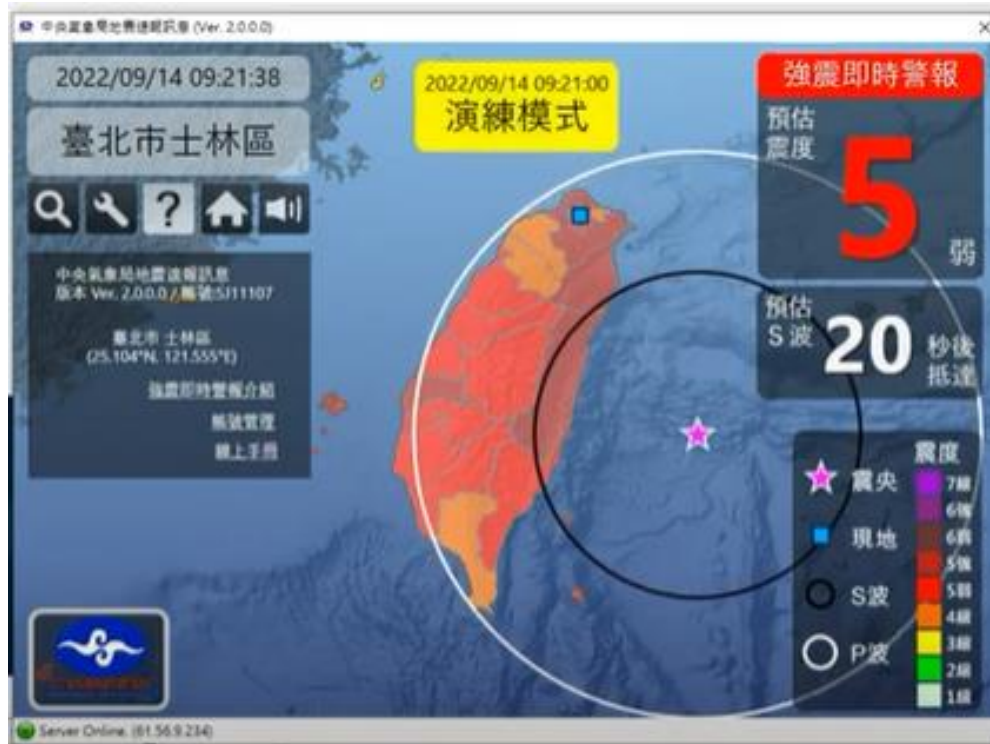 中央氣象局地震速報訊息 (Ver. 2.0.0.0)
2022/09/14 09:21:38
臺北市士林區
?
中央氣象局地震速報訊息
版本 Ver. 2.0.0.0 / 帳號:SJ11107
臺北市 士林區
(25.104°N, 121.555°E)
強震即時警報介紹
帳號管理
線上手冊
2022/09/14 09:21:00
演練模式
強震即時警報
預估
震度
5
弱
預估
S波
20
秒後
抵達
震央
現地
S波
P波
震度
7級
6強
6弱
5強
5弱
4級
3級
2級
1級
Server Online. (61.56.9.234)